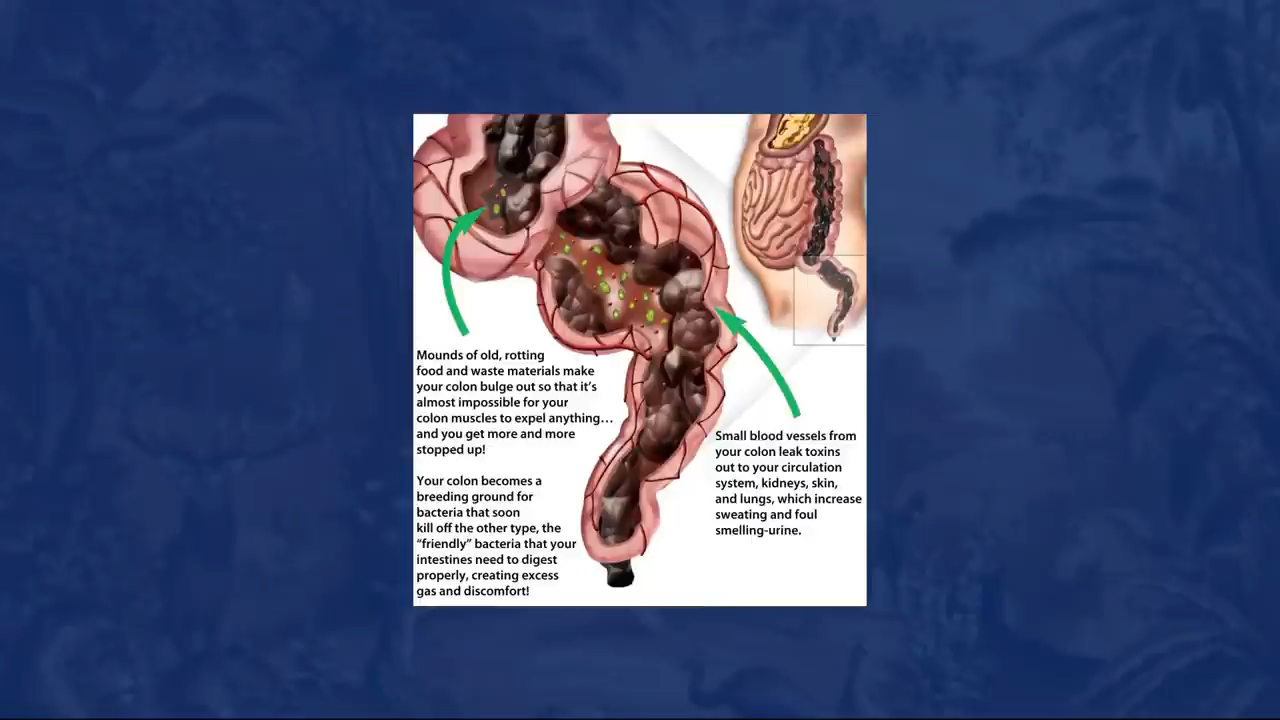 Mounds of old, rotting
food and waste materials make
your colon bulge out so that it’s
almost impossible for your
colon muscles to expel anything…
and you get more and more
stopped up!
Your colon becomes a
breeding ground for
bacteria that soon
kill off the other type, the
“friendly” bacteria that your
intestines need to digest
properly, creating excess
gas and discomfort!
Small blood vessels from
your colon leak toxins
out to your circulation
system, kidneys, skin,
and lungs, which increase
sweating and foul
smelling-urine.